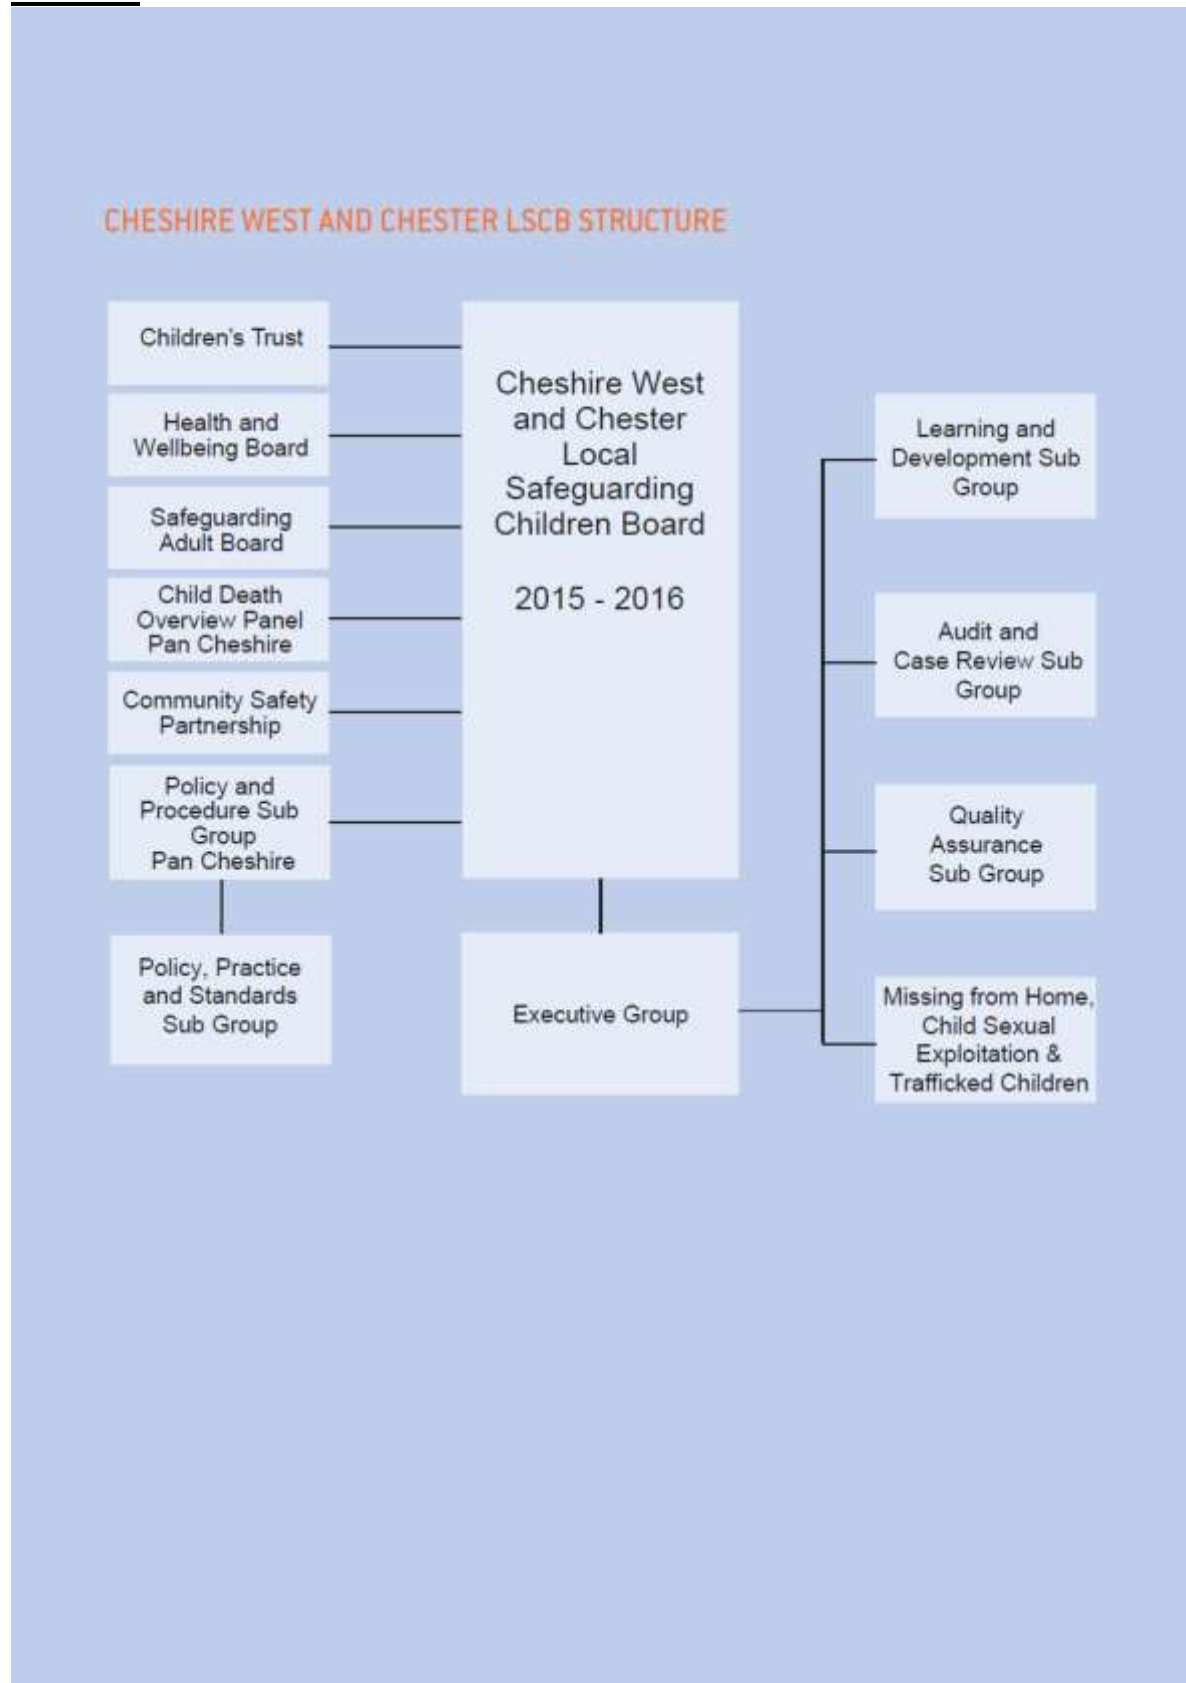 CHESHIRE WEST AND CHESTER LSCB STRUCTURE
Children's Trust
Health and
Wellbeing Board
Safeguarding
Adult Board
Child Death
Overview Panel
Pan Cheshire
Community Safety
Partnership
Policy and
Procedure Sub
Group
Pan Cheshire
Policy, Practice
and Standards
Sub Group
Cheshire West
and Chester
Local
Safeguarding
Children Board
2015 - 2016
Executive Group
Learning and
Development Sub
Group
Audit and
Case Review Sub
Group
Quality
Assurance
Sub Group
Missing from Home,
Child Sexual
Exploitation &
Trafficked Children